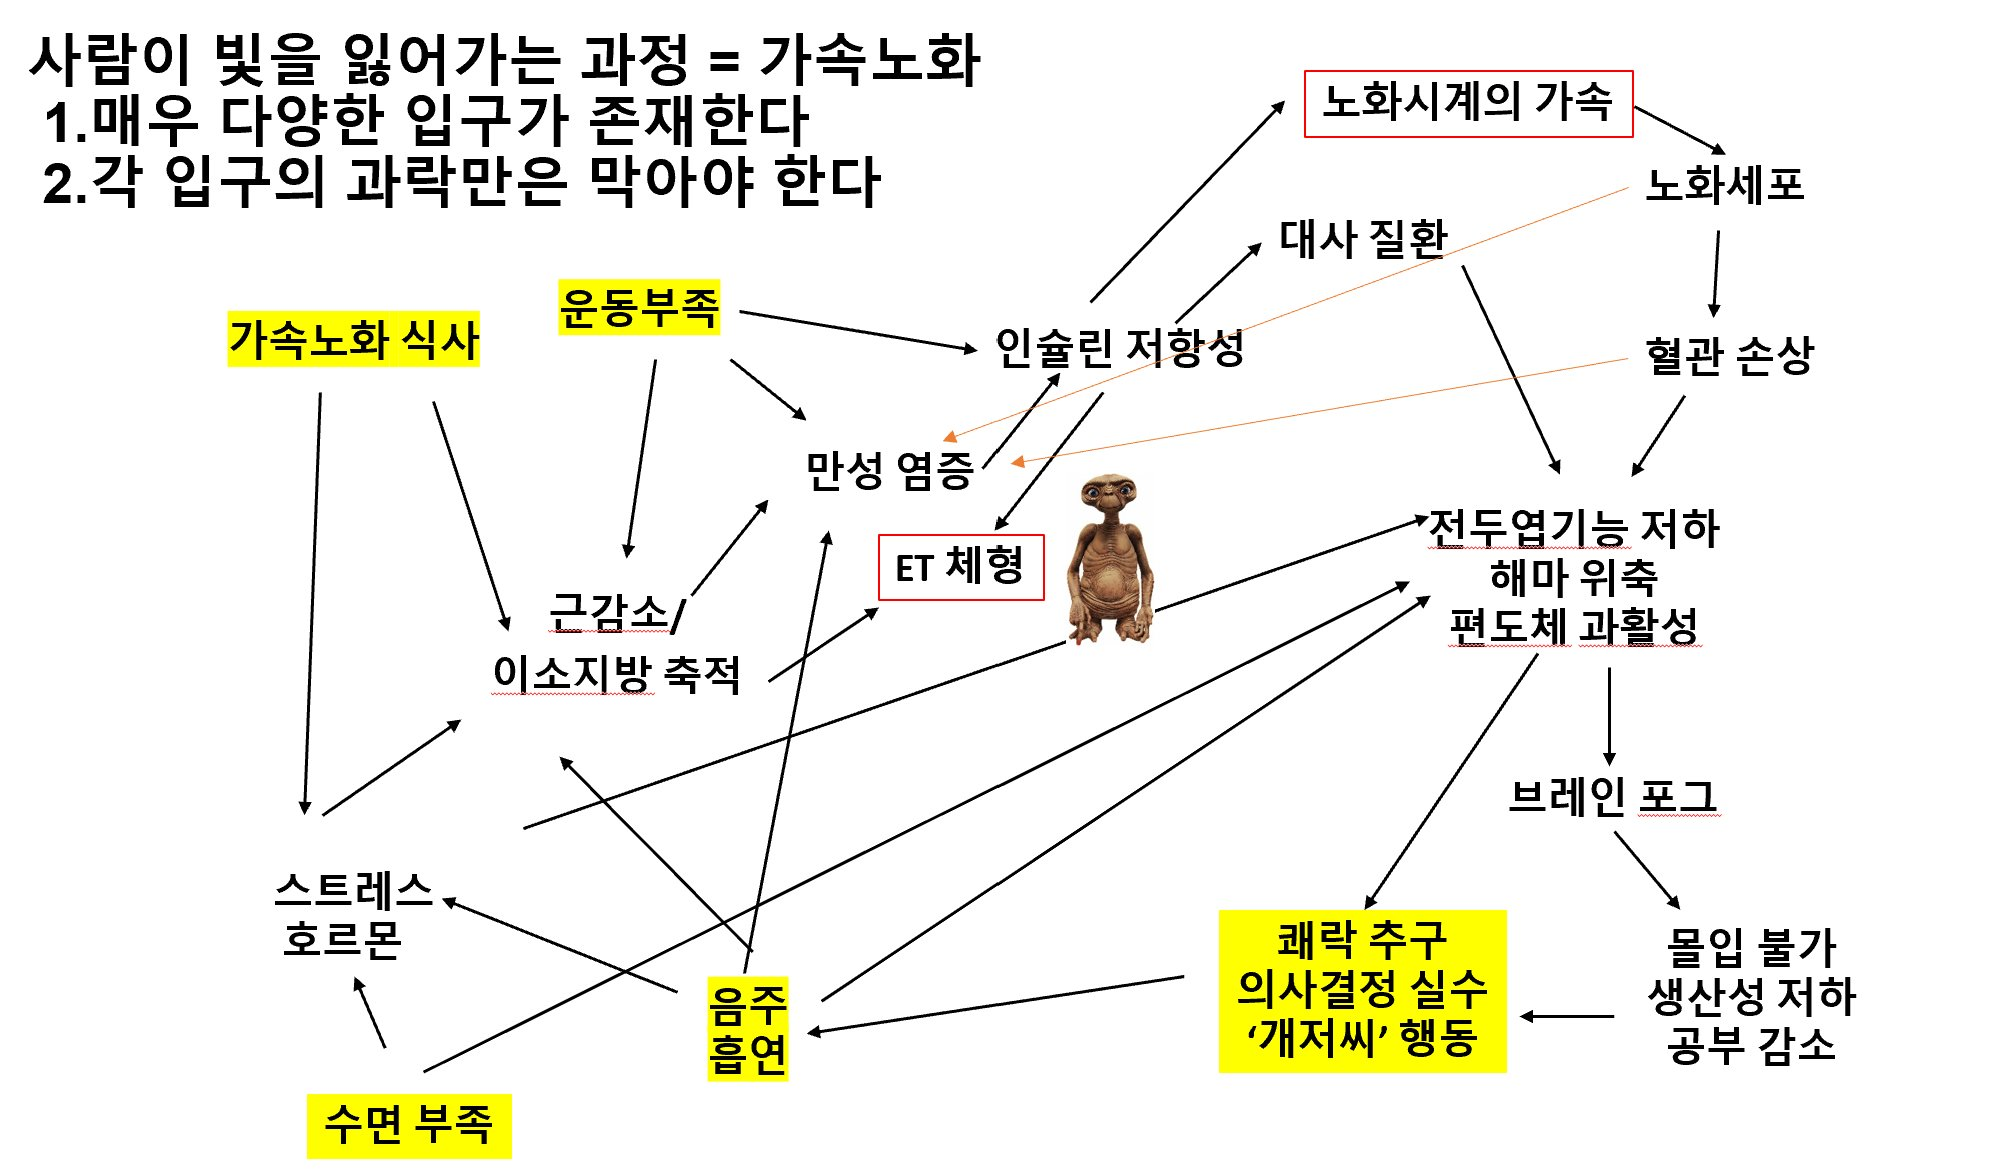 사람이 빛을 잃어가는 과정 = 가속노화
1.매우 다양한 입구가 존재한다
2.각 입구의 과락만은 막아야 한다
노화시계의 가속
노화세포
대사 질환
운동부족
가속노화 식사
인슐린 저항성
혈관 손상
만성 염증
ET 체형
전두엽기능 저하
해마 위축
편도체 과활성
근감소/
이소지방 축적
브레인 포그
스트레스
호르몬
쾌락 추구
의사결정 실수
‘개저씨’ 행동
몰입 불가
생산성 저하
공부 감소
음주
흡연
수면 부족